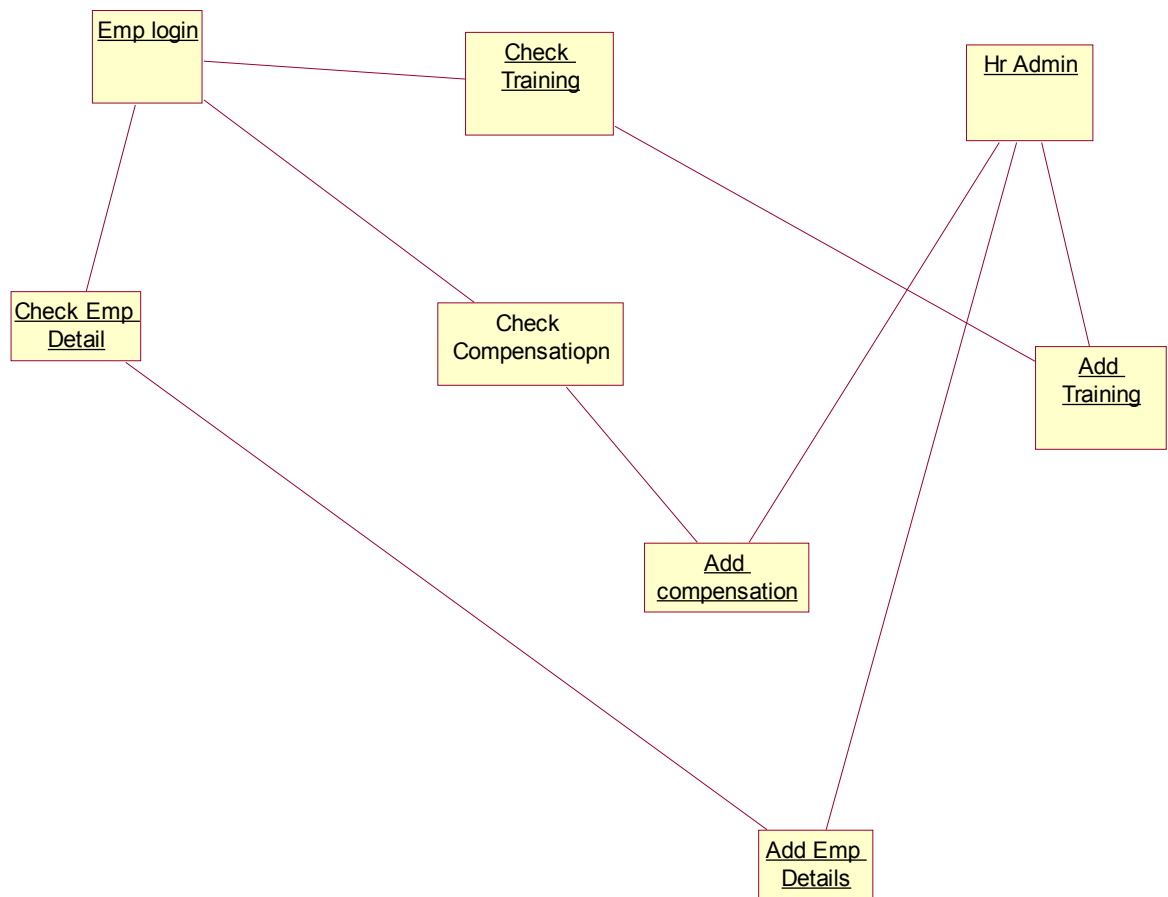 Emp login
Check
Training
Hr Admin
Check Emp
Detail
Check
Compensatiopn
Add
Training
Add
compensation
Add Emp
Details